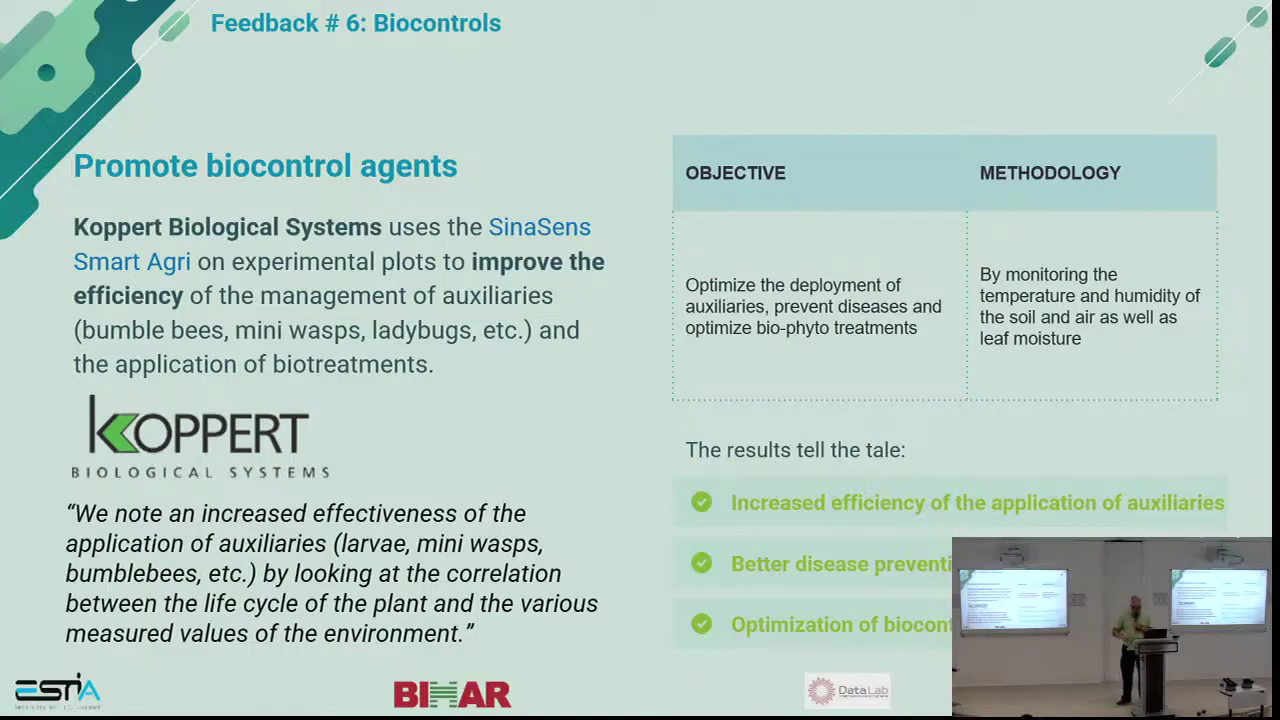 Feedback # 6: Biocontrols
Promote biocontrol agents
Koppert Biological Systems uses the SinaSens
Smart Agri on experimental plots to improve the
efficiency of the management of auxiliaries
(bumble bees, mini wasps, ladybugs, etc.) and
the application of biotreatments.
KOPPERT
BIOLOGICAL SYSTEMS
“We note an increased effectiveness of the
application of auxiliaries (larvae, mini wasps,
bumblebees, etc.) by looking at the correlation
between the life cycle of the plant and the various
measured values of the environment.”
OBJECTIVE
METHODOLOGY
Optimize the deployment of
auxiliaries, prevent diseases and
optimize bio-phyto treatments
By monitoring the
temperature and humidity of
the soil and air as well as
leaf moisture
The results tell the tale:
Increased efficiency of the application of auxiliaries
Better disease preventi
Optimization of biocont
ESTIA
BIHAR
DataLab